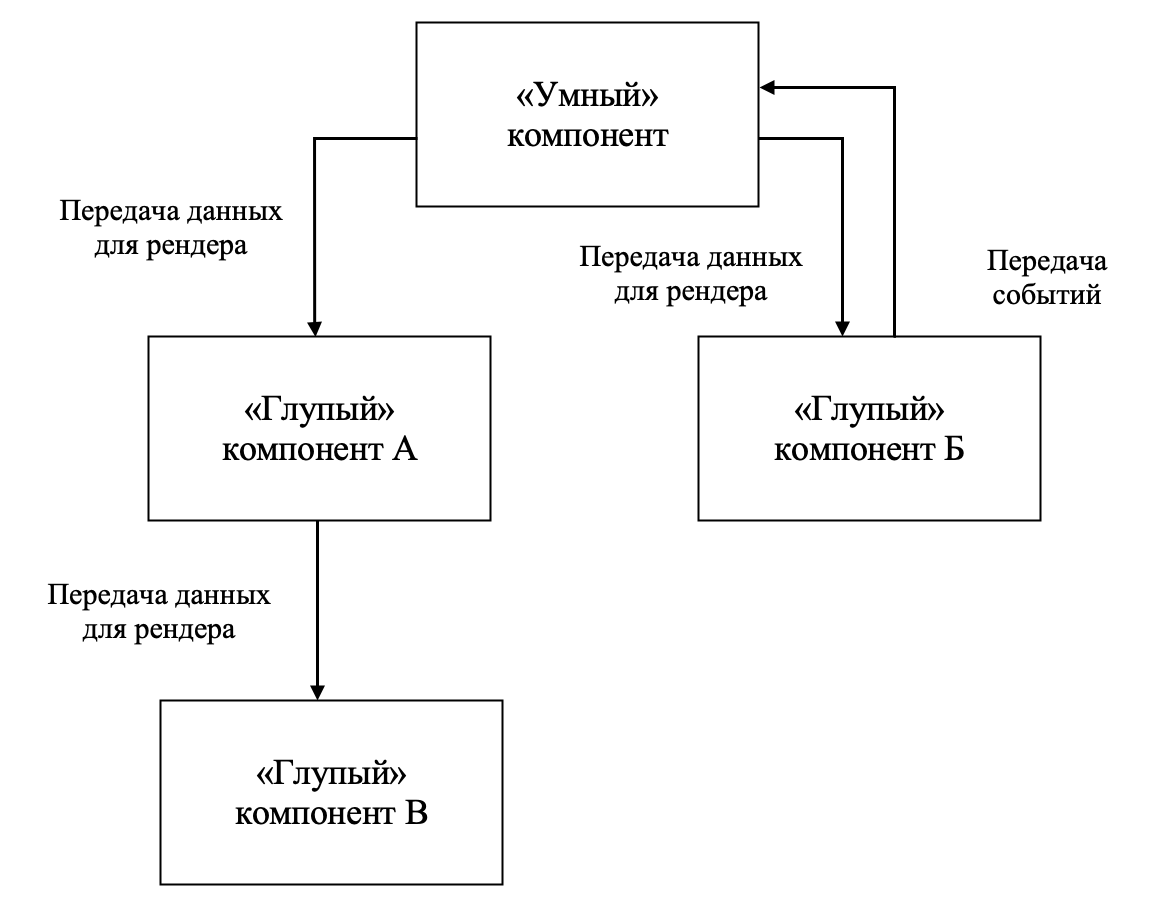 «Умный»
компонент
Передача данных
для рендера
Передача данных
для рендера
Передача
событий
«Глупый»
компонент А
«Глупый»
компонент Б
Передача данных
для рендера
«Глупый»
компонент В